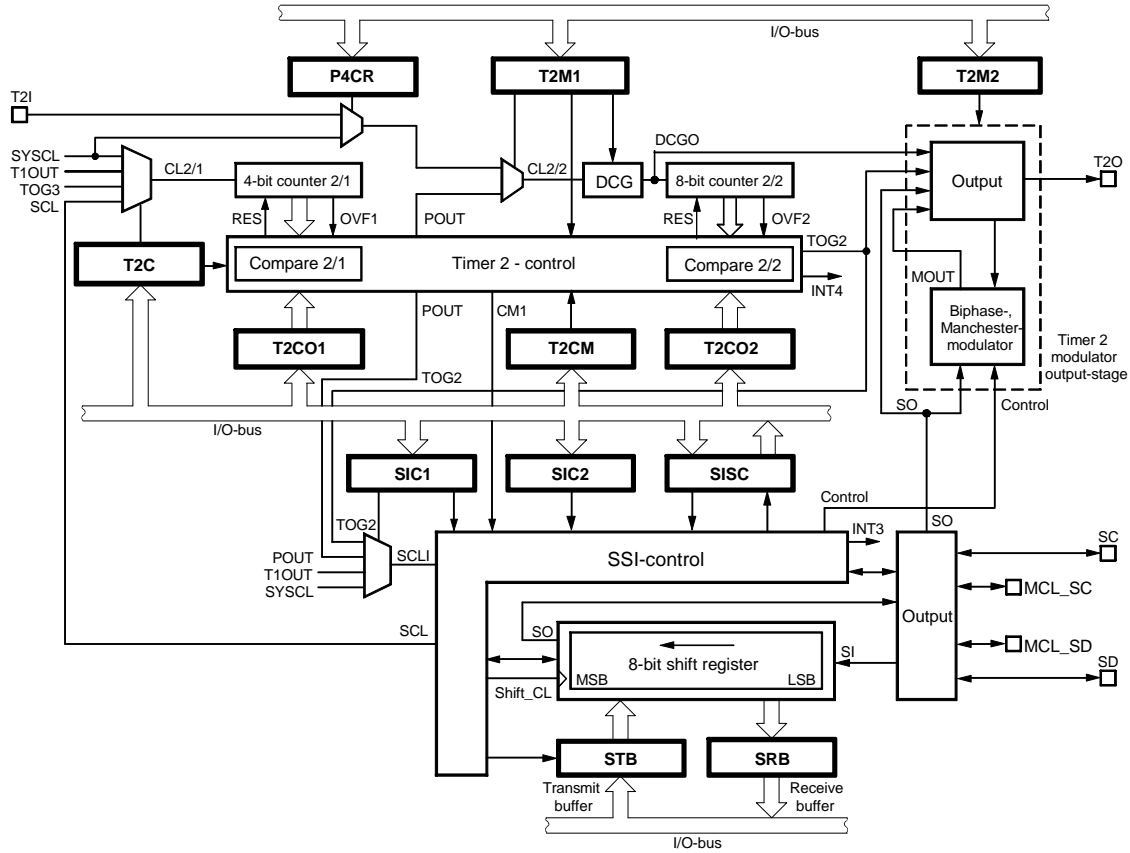 I/O-bus
P4CR
T2M1
T2M2
T2I
SYSCL
T1OUT
TOG3
SCL
CL2/1
4-bit counter 2/1
CL2/2
DCG
DCGO
8-bit counter 2/2
Output
T2O
RES
OVF1
POUT
RES
OVF2
TOG2
T2C
Compare 2/1
Timer 2 - control
Compare 2/2
INT4
MOUT
Biphase-,
Manchester-
modulator
Timer 2
modulator
output-stage
POUT
CM1
T2CO1
T2CM
T2CO2
TOG2
SO
Control
I/O-bus
SIC1
SIC2
SISC
Control
TOG2
POUT
T1OUT
SYSCL
SCLI
SSI-control
INT3
SO
SC
MCL_SC
Output
MCL_SD
SD
SCL
SO
SI
8-bit shift register
MSB
LSB
Shift_CL
STB
SRB
Transmit
buffer
Receive
buffer
I/O-bus